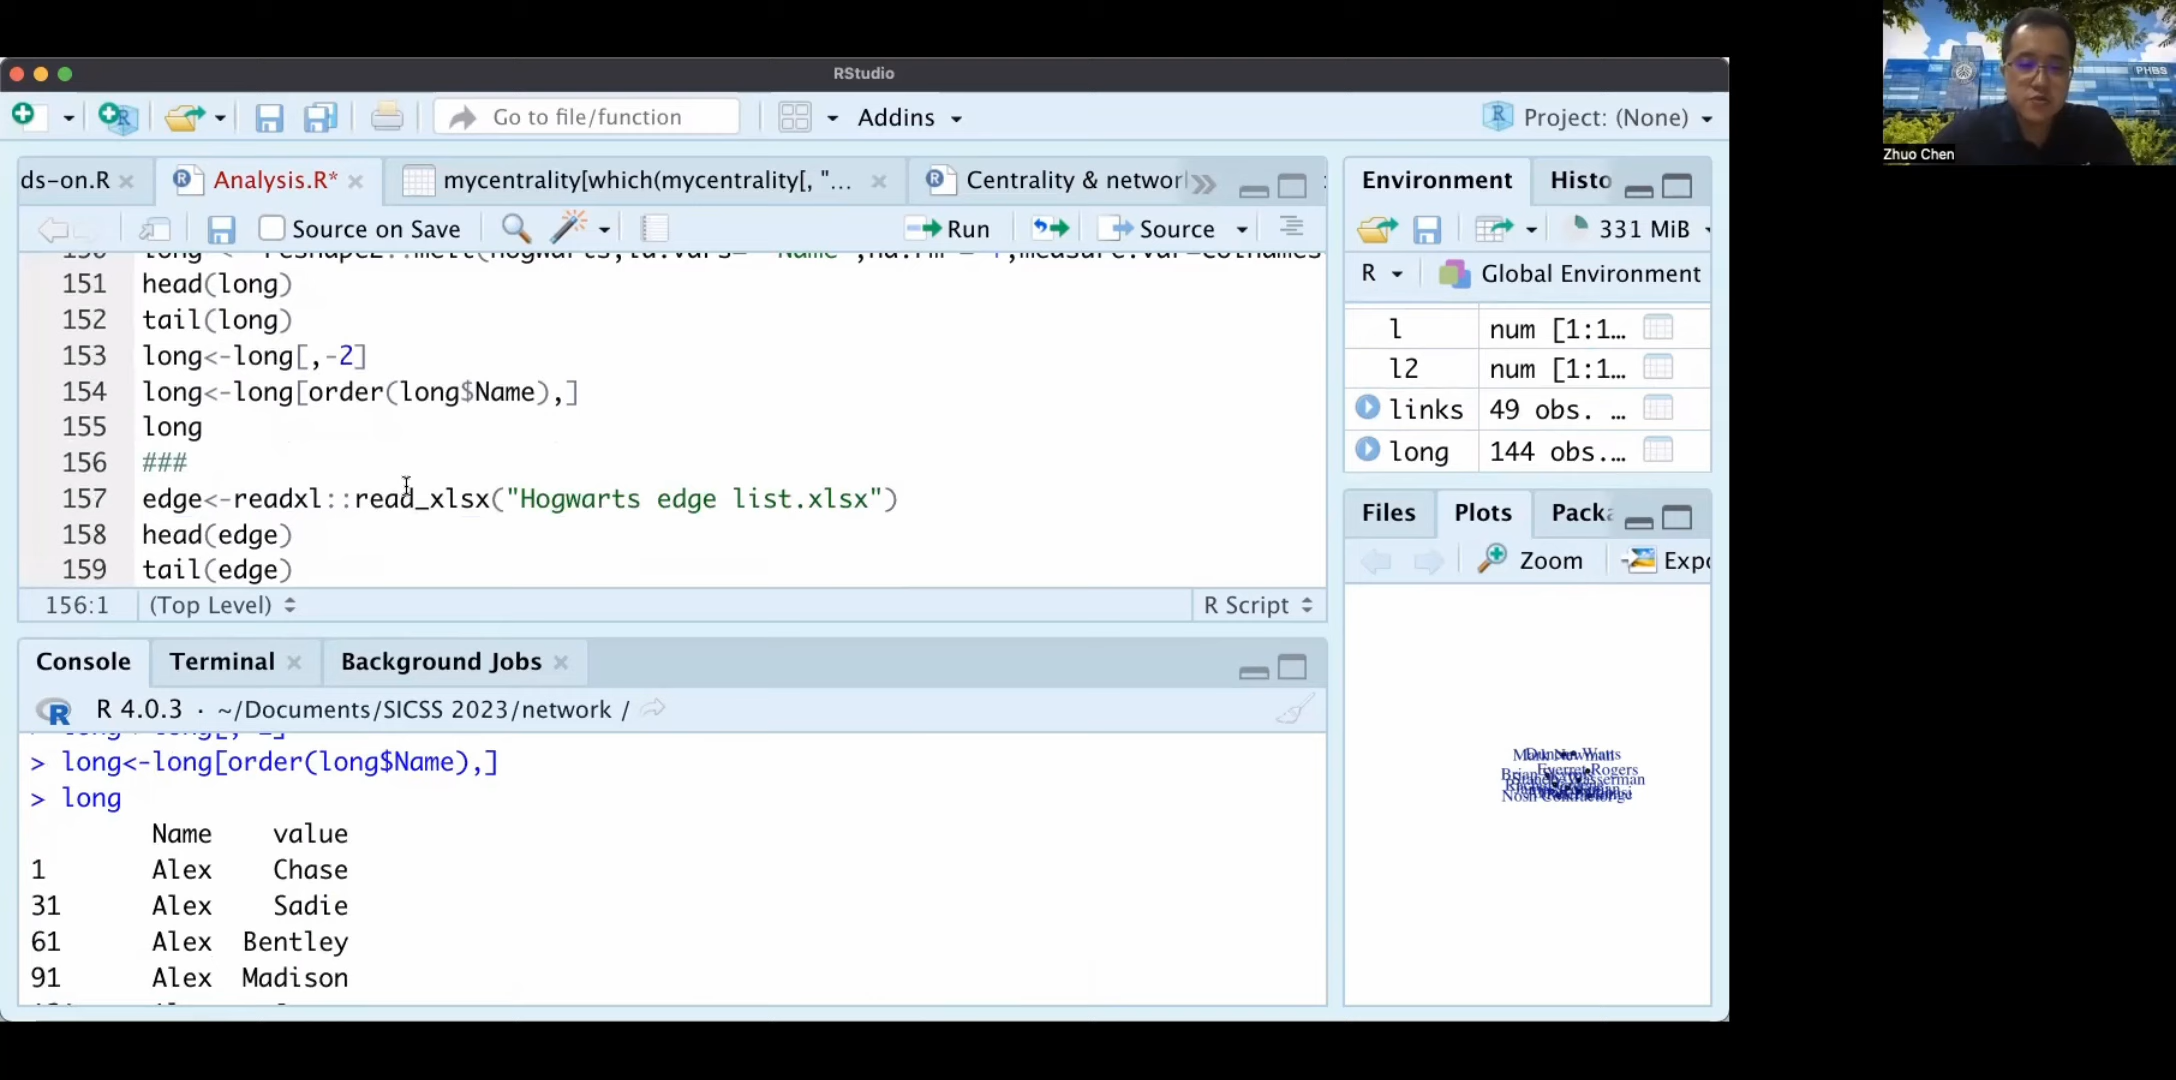 RStudio
Go to file/function
Addins
Project: (None)
ds-on.R
Analysis.R*
mycentrality[which(mycentrality[, "...
Centrality & networ
Source on Save
Run
Source
151 head(long)
152 tail(long)
153 long<-long[,-2]
154 long<-long[order(long$Name),]
155 long
156 ###
157 edge<-readxl::read_xlsx("Hogwarts edge list.xlsx")
158 head(edge)
159 tail(edge)
156:1 (Top Level) R Script
Console Terminal Background Jobs
R 4.0.3 · ~/Documents/SICSS 2023/network /
> long<-long[order(long$Name),]
> long
Name value
1 Alex Chase
31 Alex Sadie
61 Alex Bentley
91 Alex Madison
Environment Histo
331 MiB
R Global Environment
l num [1:1...
l2 num [1:1...
links 49 obs. ...
long 144 obs....
Files Plots Packa
Zoom Expo
Everret Rogers
PHBS
Zhuo Chen